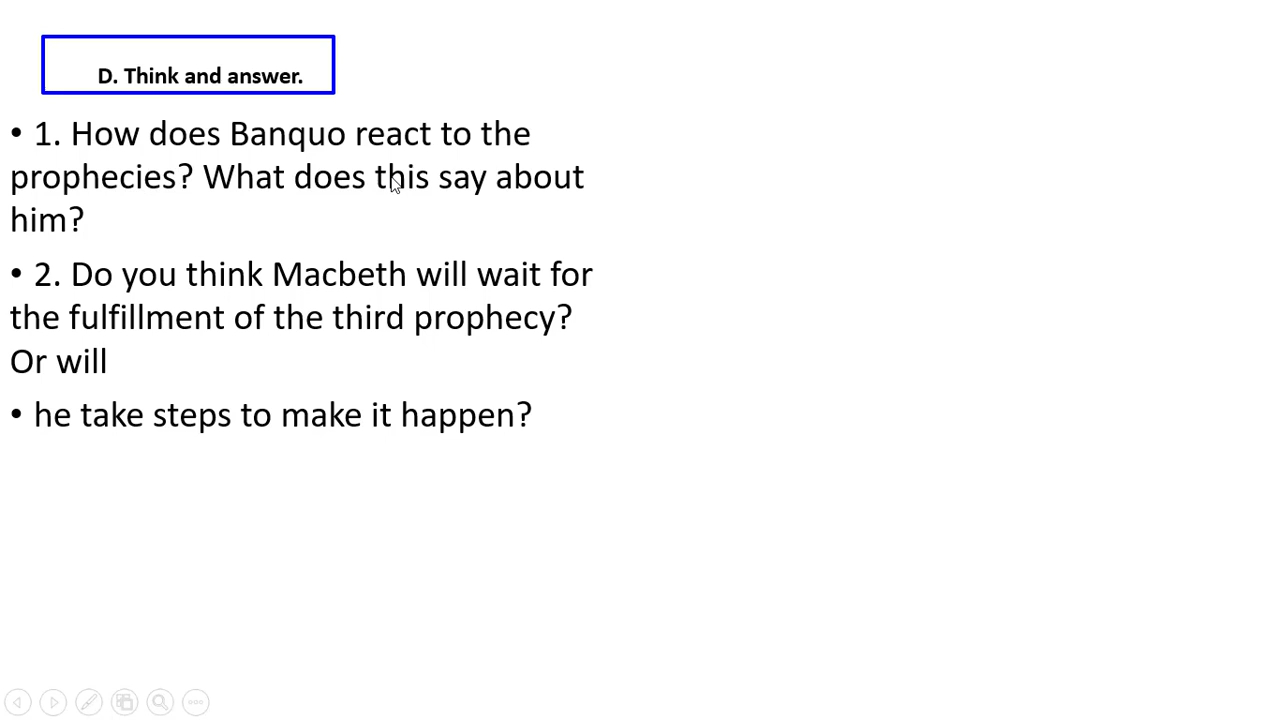 D. Think and answer.
• 1. How does Banquo react to the
prophecies? What does this say about
him?
• 2. Do you think Macbeth will wait for
the fulfillment of the third prophecy?
Or will
• he take steps to make it happen?